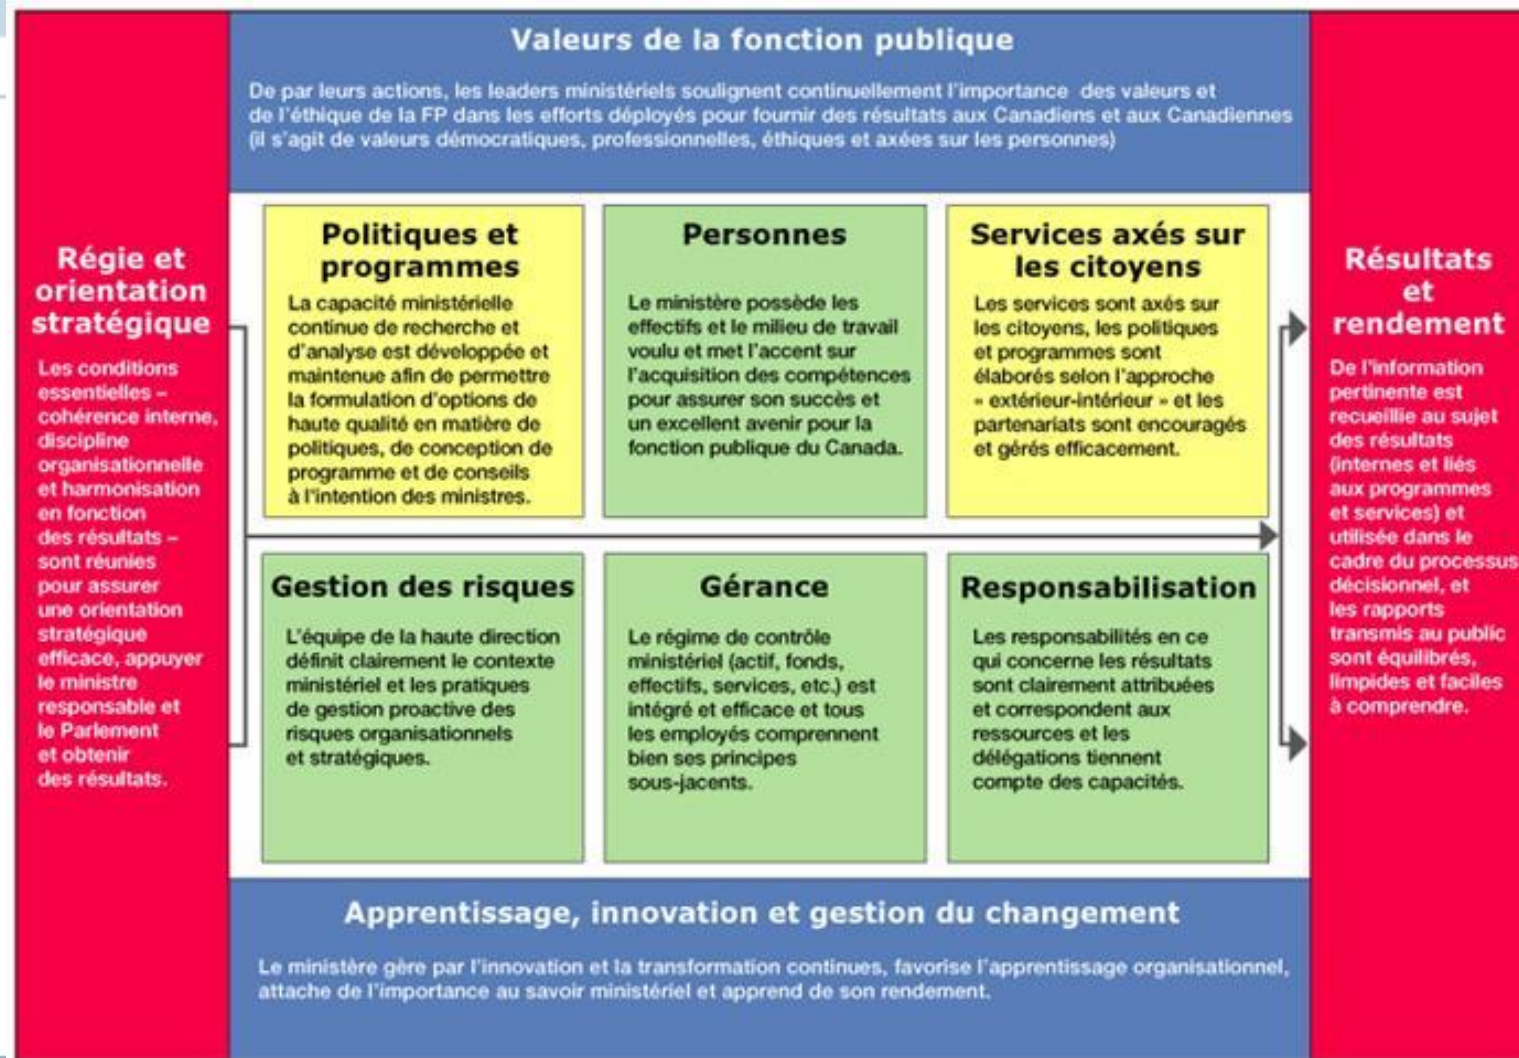 Valeurs de la fonction publique
De par leurs actions, les leaders ministériels soulignent continuellement l'importance des valeurs et
de l'éthique de la FP dans les efforts déployés pour fournir des résultats aux Canadiens et aux Canadiennes
(il s'agit de valeurs démocratiques, professionnelles, éthiques et axées sur les personnes)
Régie et
orientation
stratégique
Les conditions
essentielles –
cohérence interne,
discipline
organisationnelle
et harmonisation
en fonction
des résultats –
sont réunies
pour assurer
une orientation
stratégique
efficace, appuyer
le ministre
responsable et
le Parlement
et obtenir
des résultats.
Politiques et
programmes
La capacité ministérielle
continue de recherche et
d'analyse est développée et
maintenue afin de permettre
la formulation d'options de
haute qualité en matière de
politiques, de conception de
programme et de conseils
à l'intention des ministres.
Personnes
Le ministère possède les
effectifs et le milieu de travail
voulu et met l'accent sur
l'acquisition des compétences
pour assurer son succès et
un excellent avenir pour la
fonction publique du Canada.
Services axés sur
les citoyens
Les services sont axés sur
les citoyens, les politiques
et programmes sont
élaborés selon l'approche
« extérieur-intérieur » et les
partenariats sont encouragés
et gérés efficacement.
Gestion des risques
L'équipe de la haute direction
définit clairement le contexte
ministériel et les pratiques
de gestion proactive des
risques organisationnels
et stratégiques.
Gérance
Le régime de contrôle
ministériel (actif, fonds,
effectifs, services, etc.) est
intégré et efficace et tous
les employés comprennent
bien ses principes
sous-jacents.
Responsabilisation
Les responsabilités en ce
qui concerne les résultats
sont clairement attribuées
et correspondent aux
ressources et les
délégations tiennent
compte des capacités.
Résultats
et
rendement
De l'information
pertinente est
recueillie au sujet
des résultats
(internes et liés
aux programmes
et services) et
utilisée dans le
cadre du processus
décisionnel, et
les rapports
transmis au public
sont équilibrés,
limpides et faciles
à comprendre.
Apprentissage, innovation et gestion du changement
Le ministère gère par l'innovation et la transformation continues, favorise l'apprentissage organisationnel,
attache de l'importance au savoir ministériel et apprend de son rendement.